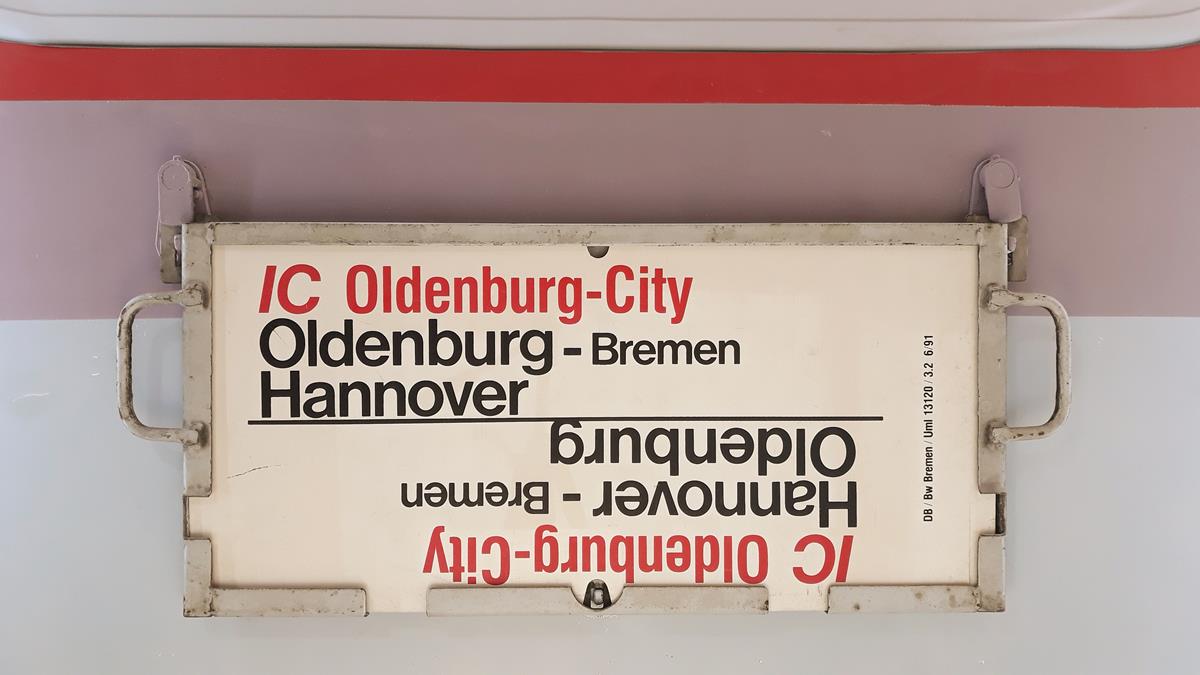 IC Oldenburg-City
Oldenburg - Bremen
Hannover
IC Oldenburg-City
Hannover - Bremen
Oldenburg
DB / Bw Bremen / Uml 13120 / 3.2 6/91